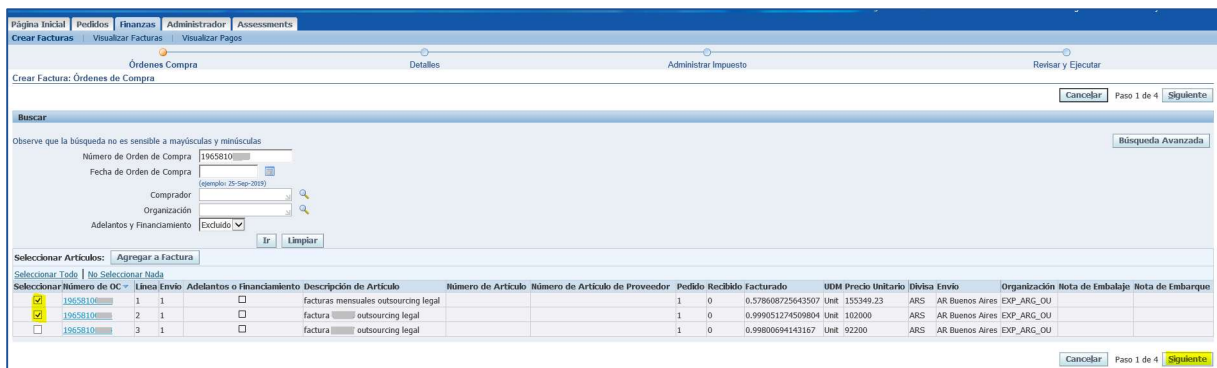 Página Inicial Pedidos Finanzas Administrador Assessments
Crear Facturas | Visualizar Facturas | Visualizar Pagos
Órdenes Compra Detalles Administrar Impuesto Revisar y Ejecutar
Crear Factura: Órdenes de Compra
Cancelar Paso 1 de 4 Siguiente
Buscar
Observe que la búsqueda no es sensible a mayúsculas y minúsculas
Búsqueda Avanzada
Número de Orden de Compra 1965810
Fecha de Orden de Compra
(ejemplo: 25-Sep-2019)
Comprador
Organización
Adelantos y Financiamiento Excluido
Ir Limpiar
Seleccionar Artículos: Agregar a Factura
Seleccionar Todo | No Seleccionar Nada
Seleccionar Número de OC Línea Envío Adelantos o Financiamiento Descripción de Artículo Número de Artículo Número de Artículo de Proveedor Pedido Recibido Facturado UDM Precio Unitario Divisa Envío Organización Nota de Embalaje Nota de Embarque
1965810 1 1 facturas mensuales outsourcing legal 1 0 0.578608725643507 Unit 155349.23 ARS AR Buenos Aires EXP_ARG_OU
1965810 2 1 factura outsourcing legal 1 0 0.999051274509804 Unit 102000 ARS AR Buenos Aires EXP_ARG_OU
1965810 3 1 factura outsourcing legal 1 0 0.99800694143167 Unit 92200 ARS AR Buenos Aires EXP_ARG_OU
Cancelar Paso 1 de 4 Siguiente